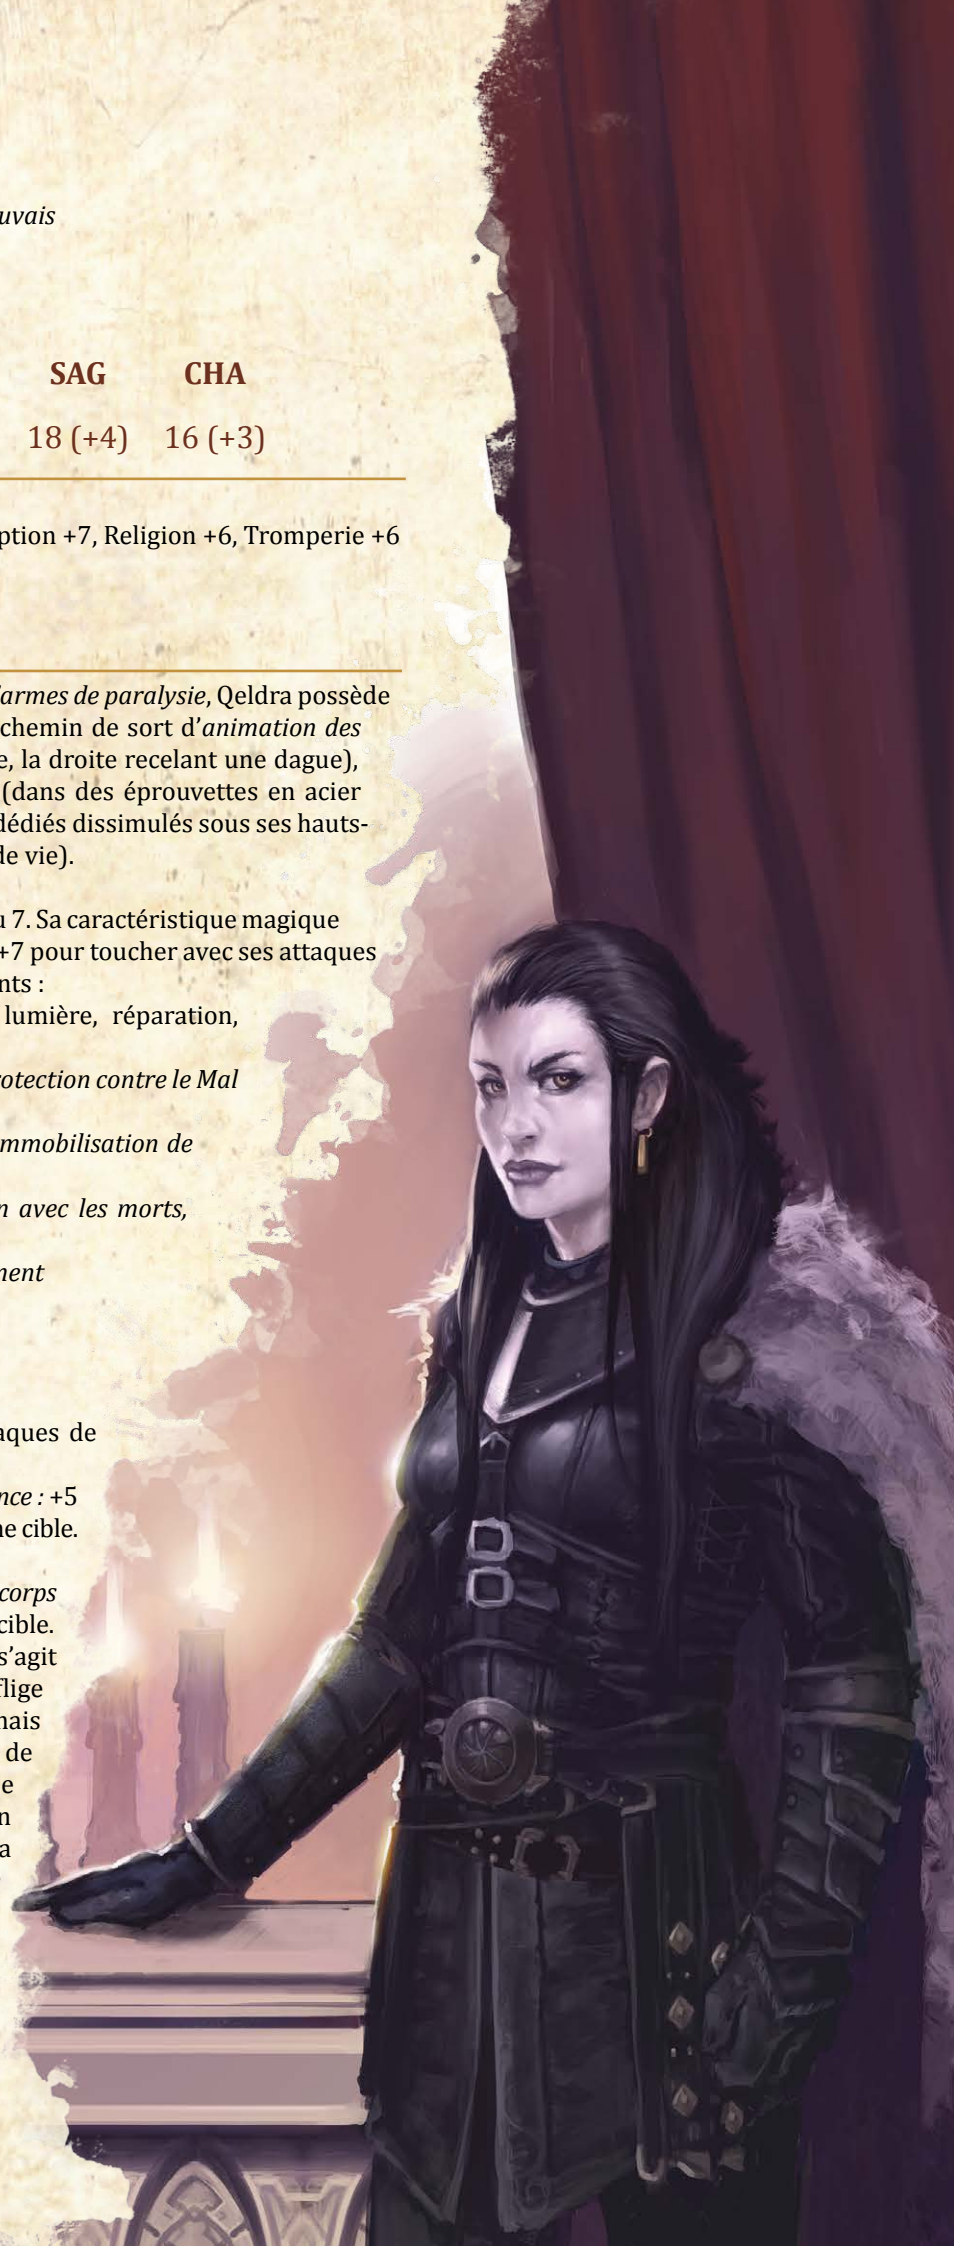 uvais
SAG CHA
18 (+4) 16 (+3)
ption +7, Religion +6, Tromperie +6
armes de paralysie, Qeldra possède
chemin de sort d’animation des
e, la droite recelant une dague),
(dans des éprouvettes en acier
dédiés dissimulés sous ses hauts-
de vie).
u 7. Sa caractéristique magique
+7 pour toucher avec ses attaques
nts :
lumière, réparation,
rotection contre le Mal
mmobilisation de
n avec les morts,
nent
aques de
nce : +5
ne cible.
corps
cible.
s’agit
flige
nais
de
e
n
a